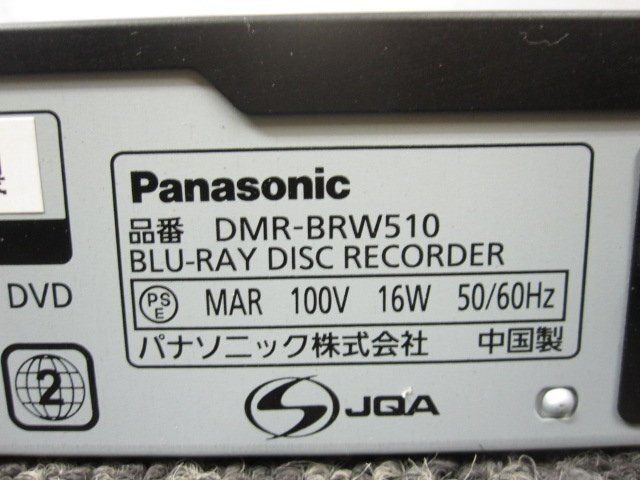 Panasonic
品番 DMR-BRW510
BLU-RAY DISC RECORDER
PSE MAR 100V 16W 50/60Hz
パナソニック株式会社 中国製
DVD
2
JQA